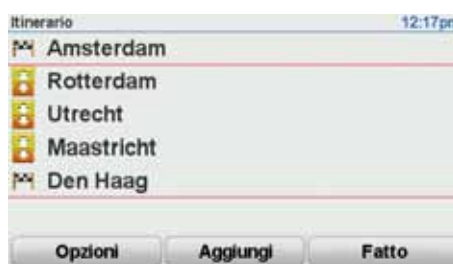 Itinerario 12:17pm
Amsterdam
Rotterdam
Utrecht
Maastricht
Den Haag
Opzioni Aggiungi Fatto